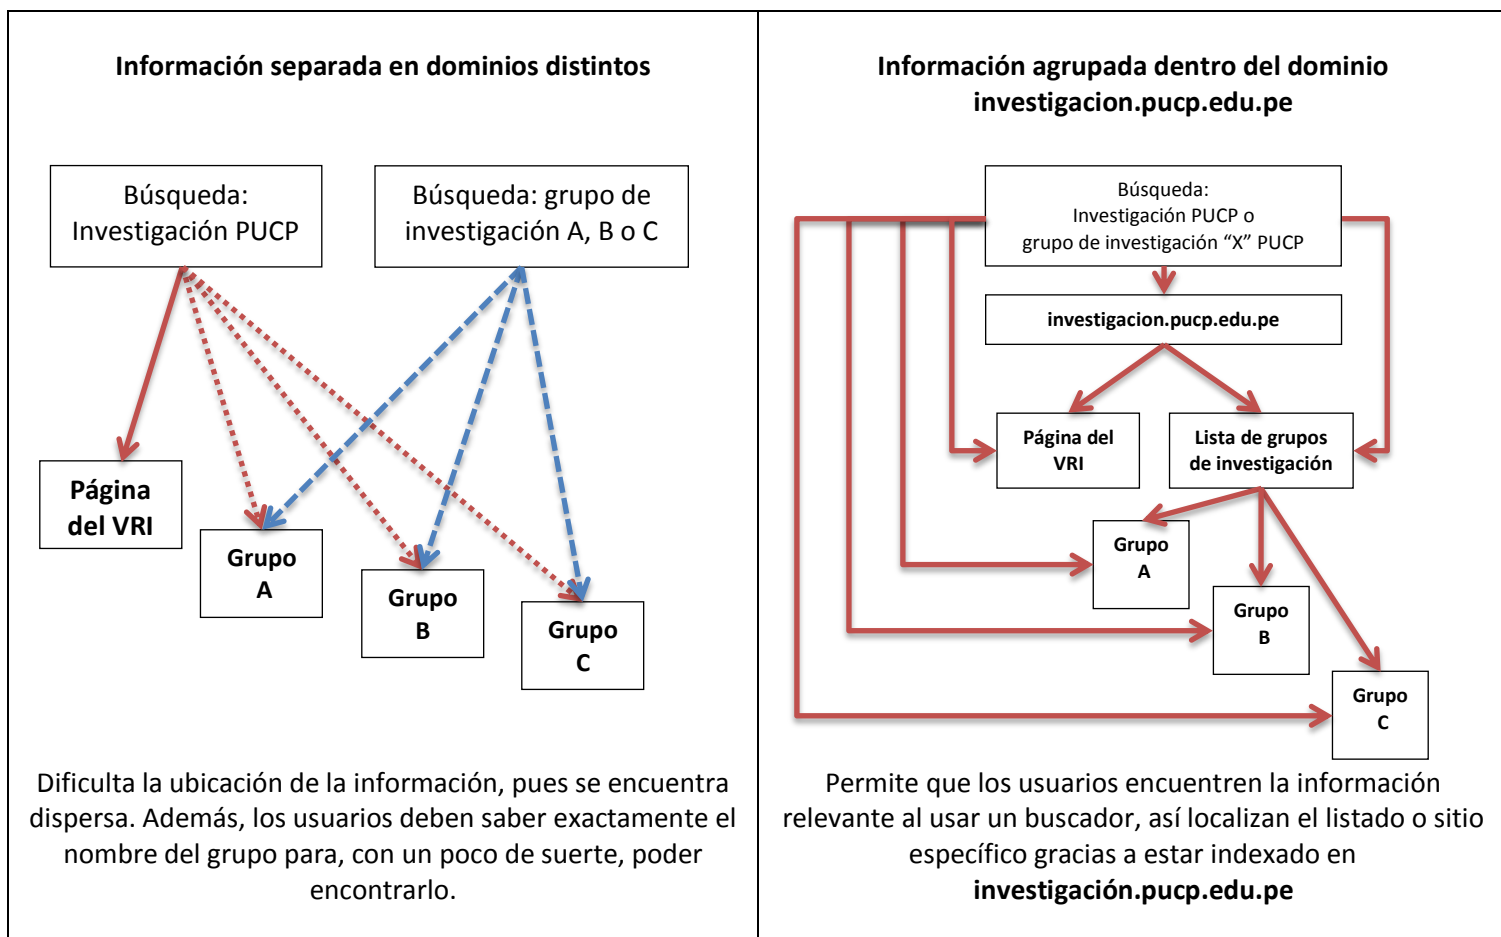 Información separada en dominios distintos
Búsqueda:
Investigación PUCP
Búsqueda: grupo de
investigación A, B o C
Página
del VRI
Grupo
A
Grupo
B
Grupo
C
Dificulta la ubicación de la información, pues se encuentra
dispersa. Además, los usuarios deben saber exactamente el
nombre del grupo para, con un poco de suerte, poder
encontrarlo.
Información agrupada dentro del dominio
investigacion.pucp.edu.pe
Búsqueda:
Investigación PUCP o
grupo de investigación “X” PUCP
investigacion.pucp.edu.pe
Página del
VRI
Lista de grupos
de investigación
Grupo
A
Grupo
B
Grupo
C
Permite que los usuarios encuentren la información
relevante al usar un buscador, así localizan el listado o sitio
específico gracias a estar indexado en
investigación.pucp.edu.pe